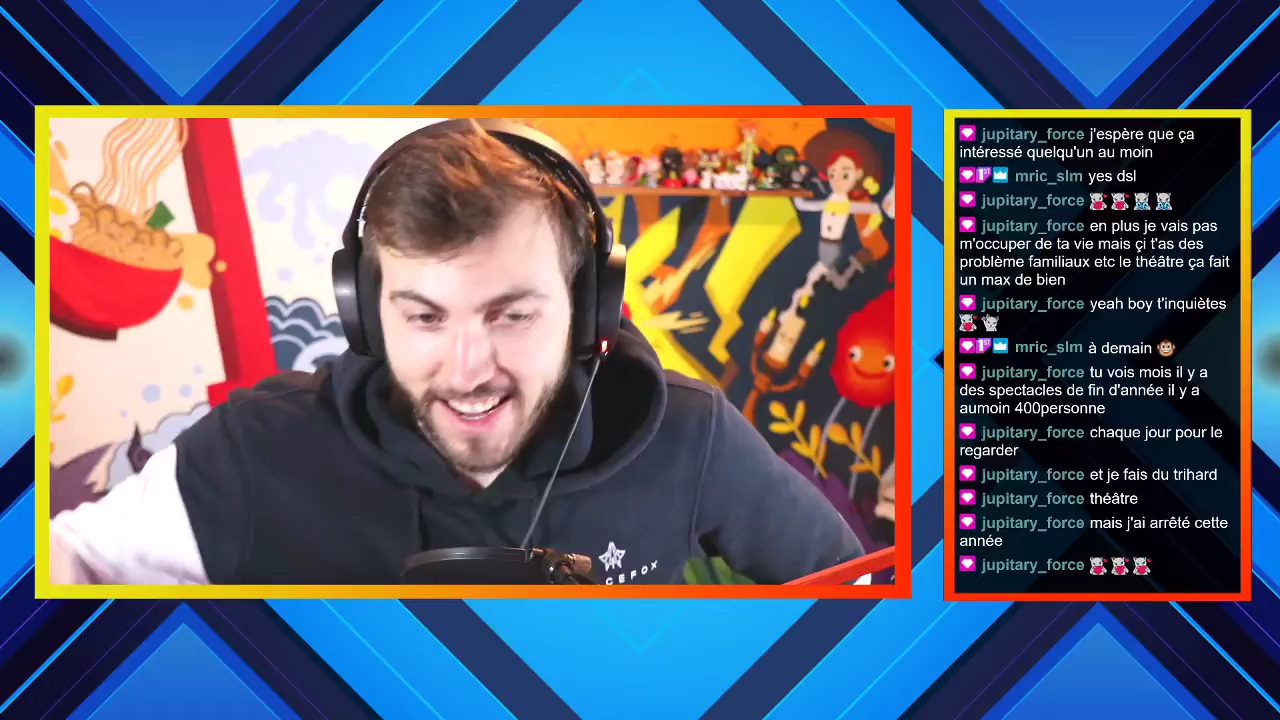 jupitary_force j'espère que ça
intéressé quelqu'un au moin
1ST mric_slm yes dsl
jupitary_force
jupitary_force en plus je vais pas
m'occuper de ta vie mais çi t'as des
problème familiaux etc le théâtre ça fait
un max de bien
jupitary_force yeah boy t'inquiètes
1ST mric_slm à demain
jupitary_force tu vois mois il y a
des spectacles de fin d'année il y a
aumoin 400personne
jupitary_force chaque jour pour le
regarder
jupitary_force et je fais du trihard
jupitary_force théâtre
jupitary_force mais j'ai arrêté cette
année
jupitary_force